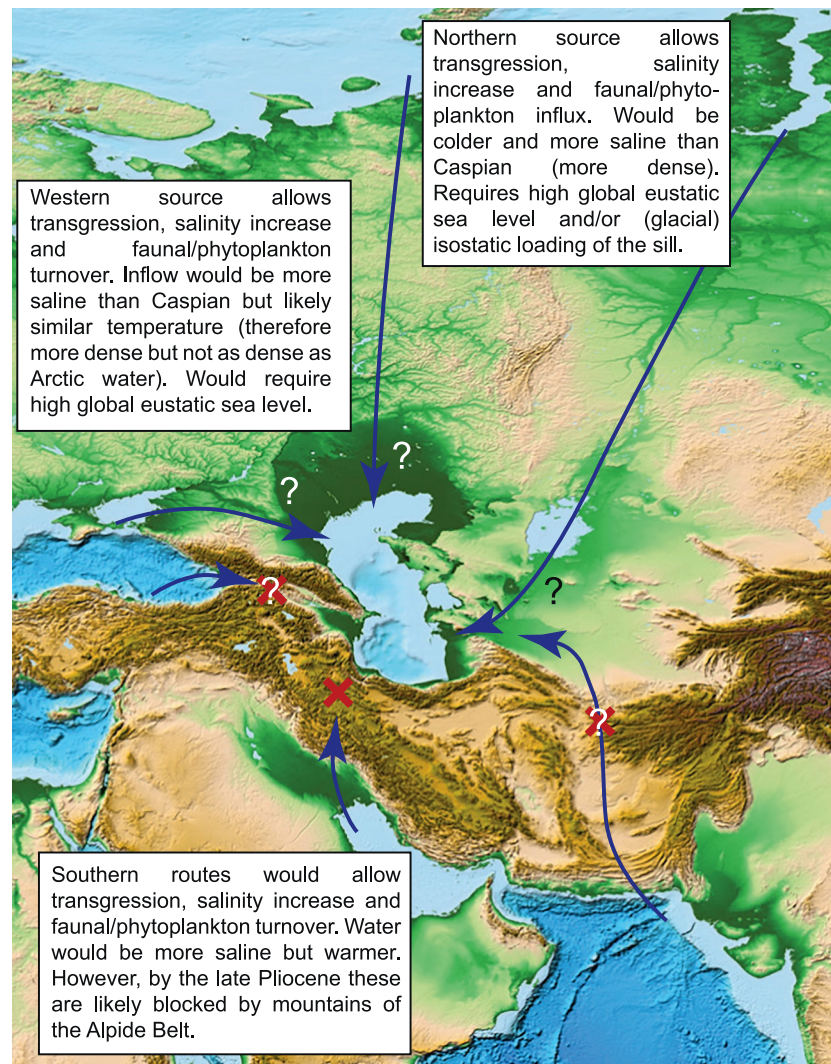 Northern source allows
transgression, salinity
increase and faunal/phyto-
plankton influx. Would be
colder and more saline than
Caspian (more dense).
Requires high global eustatic
sea level and/or (glacial)
isostatic loading of the sill.
Western source allows
transgression, salinity increase
and faunal/phytoplankton
turnover. Inflow would be more
saline than Caspian but likely
similar temperature (therefore
more dense but not as dense as
Arctic water). Would require
high global eustatic sea level.
?
?
?
?
?
Southern routes would allow
transgression, salinity increase and
faunal/phytoplankton turnover. Water
would be more saline but warmer.
However, by the late Pliocene these
are likely blocked by mountains of
the Alpide Belt.